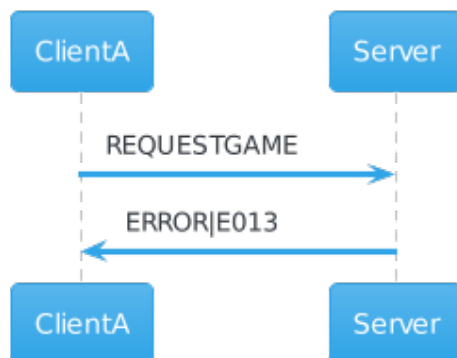 ClientA Server
REQUESTGAME
ERROR|E013
ClientA Server